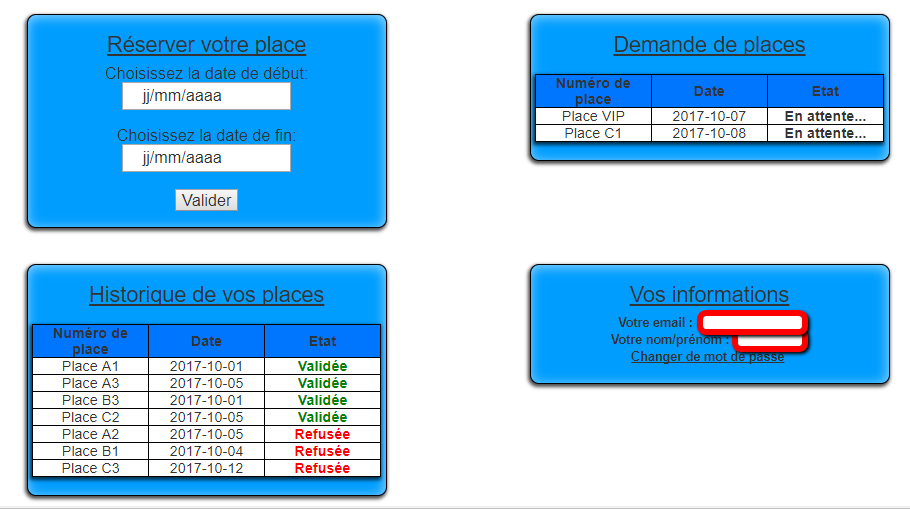 Réserver votre place
Choisissez la date de début:
jj/mm/aaaa
Choisissez la date de fin:
jj/mm/aaaa
Valider
Demande de places
Numéro de place Date Etat
Place VIP 2017-10-07 En attente...
Place C1 2017-10-08 En attente...
Historique de vos places
Numéro de place Date Etat
Place A1 2017-10-01 Validée
Place A3 2017-10-05 Validée
Place B3 2017-10-01 Validée
Place C2 2017-10-05 Validée
Place A2 2017-10-05 Refusée
Place B1 2017-10-04 Refusée
Place C3 2017-10-12 Refusée
Vos informations
Votre email :
Votre nom/prénom :
Changer de mot de passe